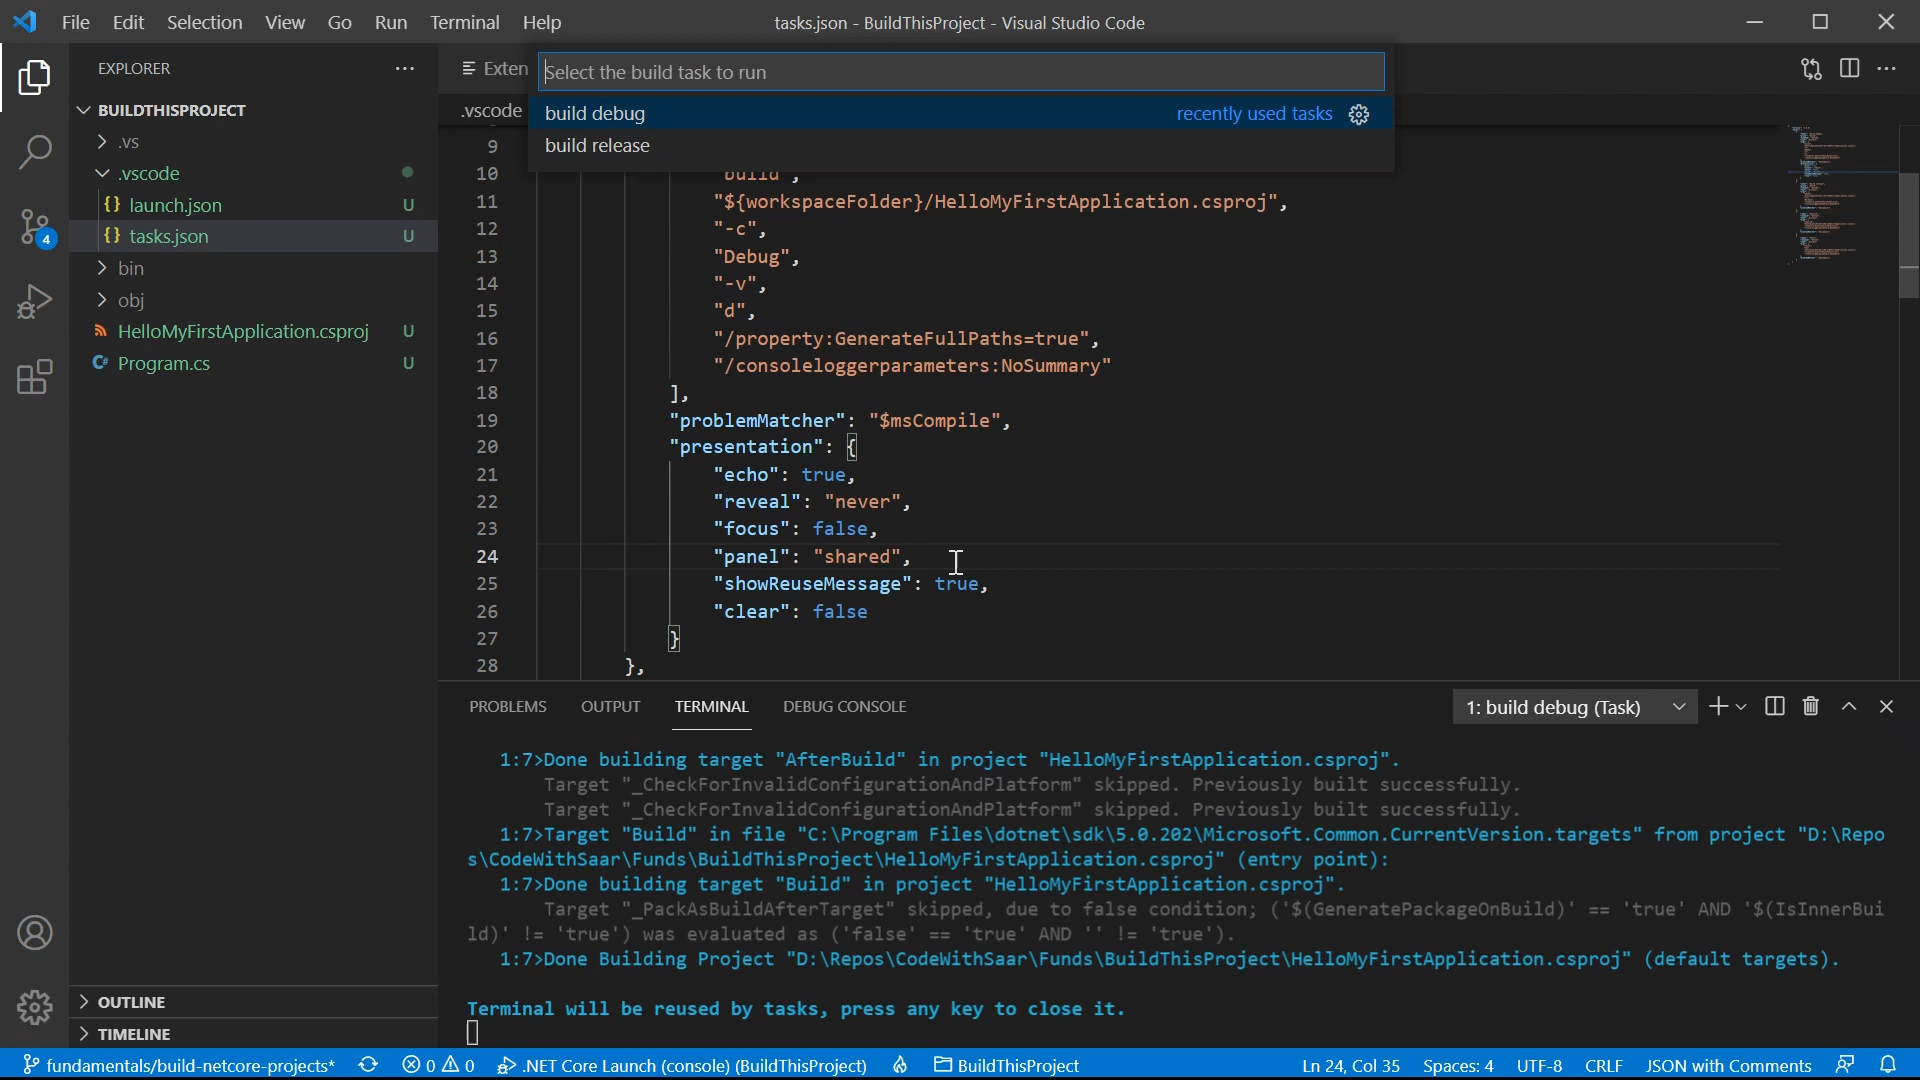 File Edit Selection View Go Run Terminal Help
tasks.json - BuildThisProject - Visual Studio Code
EXPLORER
BUILDTHISPROJECT
.vs
.vscode
launch.json U
tasks.json U
bin
obj
HelloMyFirstApplication.csproj U
Program.cs U
4
OUTLINE
TIMELINE
Exten
.vscode
Select the build task to run
build debug recently used tasks
build release
9
10 "build",
11 "${workspaceFolder}/HelloMyFirstApplication.csproj",
12 "-c",
13 "Debug",
14 "-v",
15 "d",
16 "/property:GenerateFullPaths=true",
17 "/consoleloggerparameters:NoSummary"
18 ],
19 "problemMatcher": "$msCompile",
20 "presentation": {
21 "echo": true,
22 "reveal": "never",
23 "focus": false,
24 "panel": "shared",
25 "showReuseMessage": true,
26 "clear": false
27 }
28 },
PROBLEMS OUTPUT TERMINAL DEBUG CONSOLE
1: build debug (Task)
1:7>Done building target "AfterBuild" in project "HelloMyFirstApplication.csproj".
Target "_CheckForInvalidConfigurationAndPlatform" skipped. Previously built successfully.
Target "_CheckForInvalidConfigurationAndPlatform" skipped. Previously built successfully.
1:7>Target "Build" in file "C:\Program Files\dotnet\sdk\5.0.202\Microsoft.Common.CurrentVersion.targets" from project "D:\Repo
s\CodeWithSaar\Funds\BuildThisProject\HelloMyFirstApplication.csproj" (entry point):
1:7>Done building target "Build" in project "HelloMyFirstApplication.csproj".
Target "_PackAsBuildAfterTarget" skipped, due to false condition; ('$(GeneratePackageOnBuild)' == 'true' AND '$(IsInnerBui
ld)' != 'true') was evaluated as ('false' == 'true' AND '' != 'true').
1:7>Done Building Project "D:\Repos\CodeWithSaar\Funds\BuildThisProject\HelloMyFirstApplication.csproj" (default targets).
Terminal will be reused by tasks, press any key to close it.
fundamentals/build-netcore-projects* 0 0 .NET Core Launch (console) (BuildThisProject) BuildThisProject Ln 24, Col 35 Spaces: 4 UTF-8 CRLF JSON with Comments